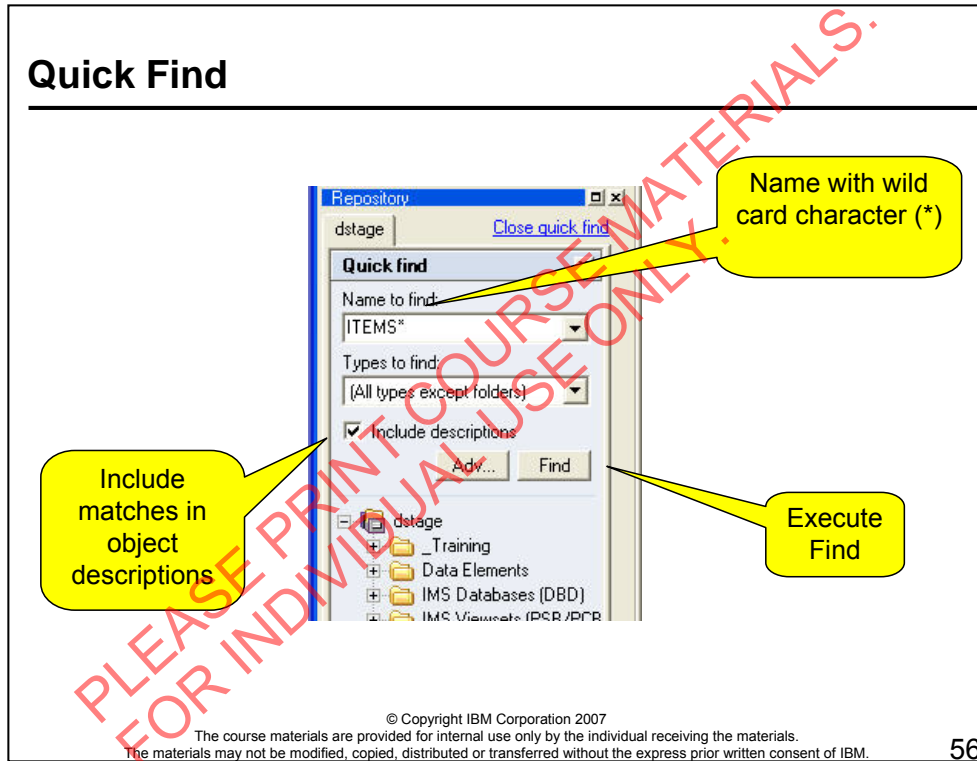 Quick Find
Repository
dstage
Close quick find
Quick find
Name to find:
ITEMS*
Types to find:
(All types except folders)
Include descriptions
Adv...
Find
dstage
_Training
Data Elements
IMS Databases (DBD)
IMS Viewsets (PSB/PCB
Name with wild
card character (*)
Include
matches in
object
descriptions
Execute
Find
PLEASE PRINT COURSE MATERIALS.
FOR INDIVIDUAL USE ONLY.
© Copyright IBM Corporation 2007
The course materials are provided for internal use only by the individual receiving the materials.
The materials may not be modified, copied, distributed or transferred without the express prior written consent of IBM.
56